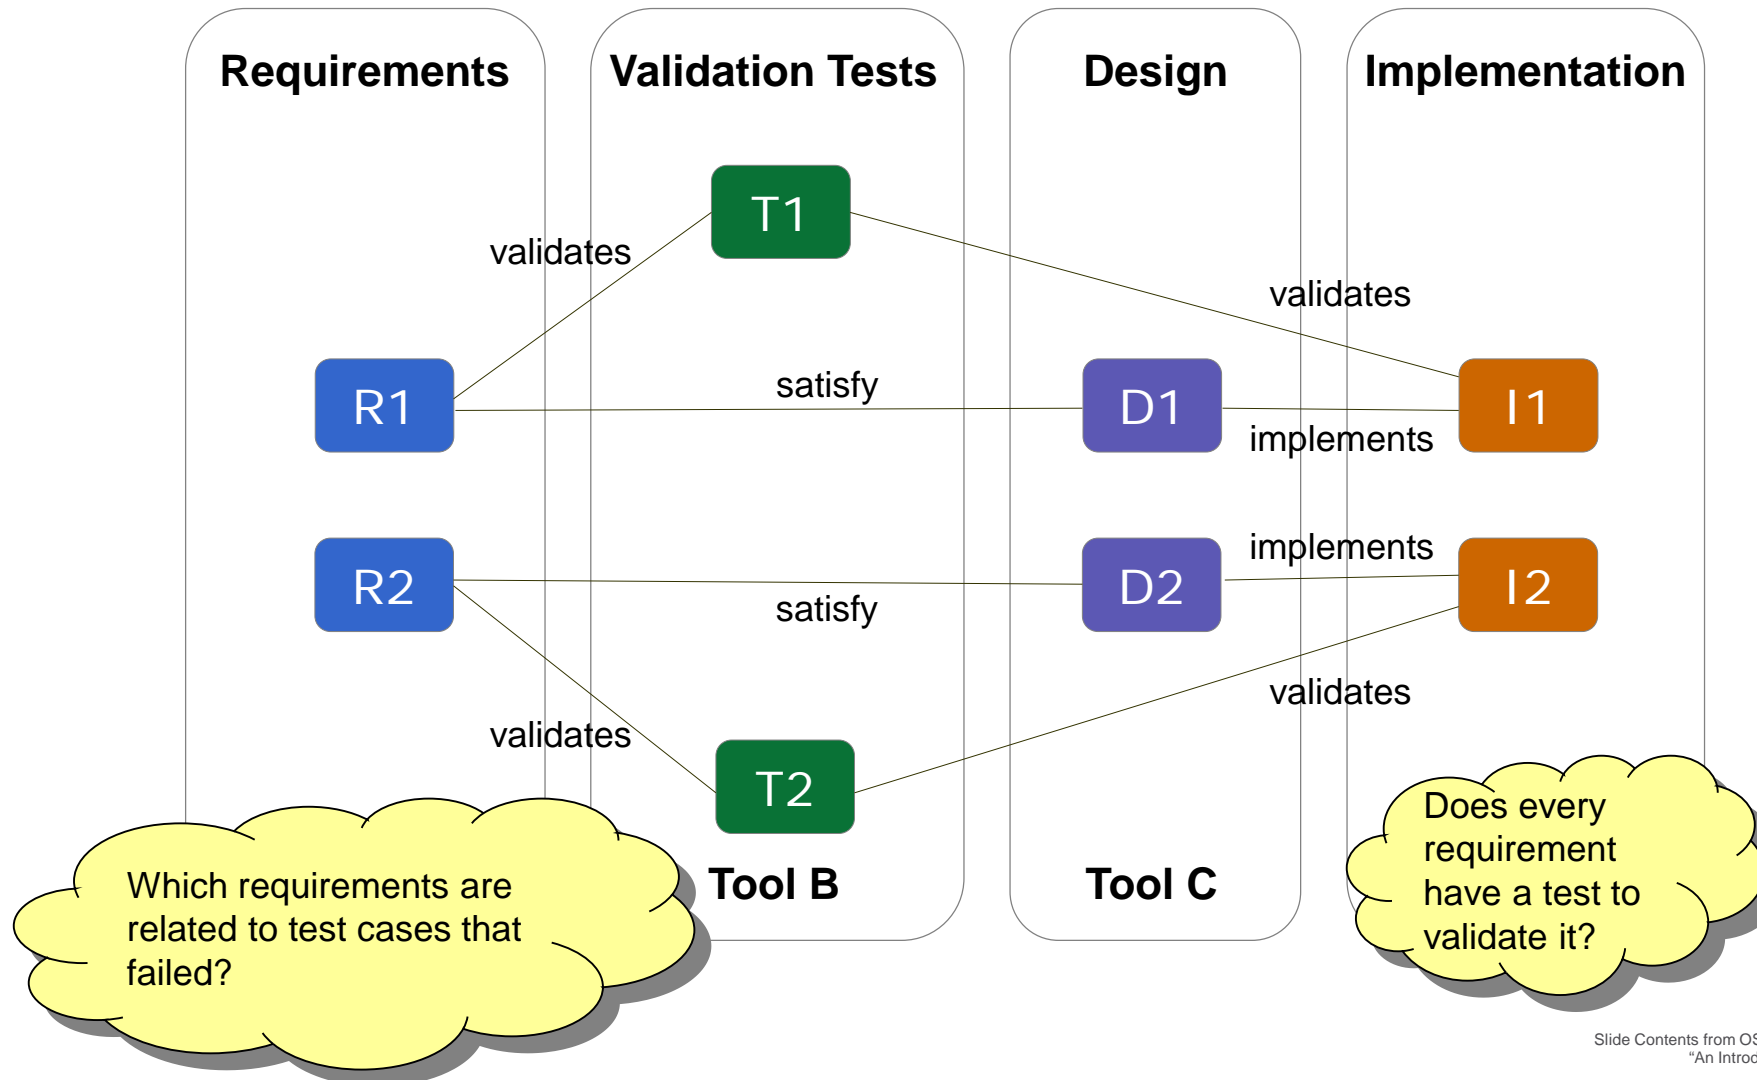 Requirements
Validation Tests
Design
Implementation
T1
validates
validates
R1
satisfy
D1
I1
implements
implements
R2
D2
I2
satisfy
validates
validates
T2
Which requirements are
related to test cases that
failed?
Tool B
Tool C
Does every
requirement
have a test to
validate it?
Slide Contents from OS
“An Introd